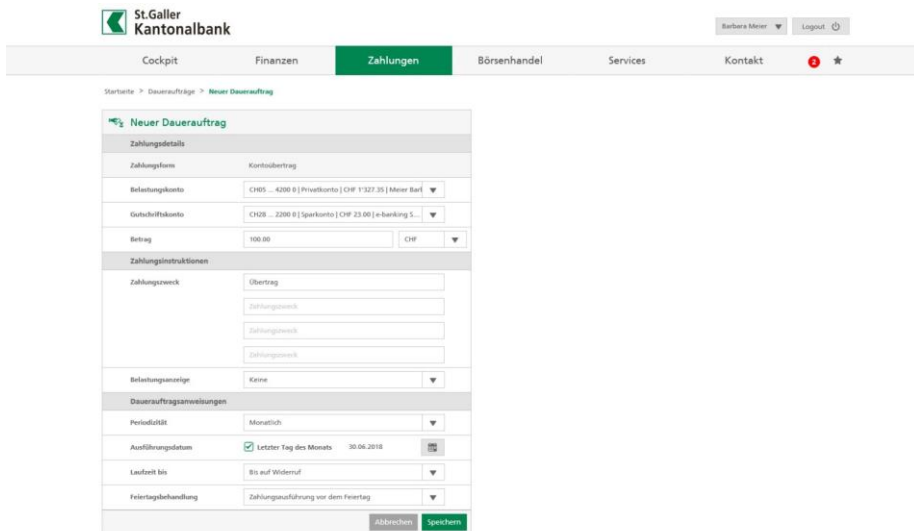 St.Galler
Kantonalbank
Barbara Meier
Logout
Cockpit Finanzen Zahlungen Börsenhandel Services Kontakt 2
Startseite > Daueraufträge > Neuer Dauerauftrag
Neuer Dauerauftrag
Zahlungsdetails
Zahlungsform Kontoübertrag
Belastungskonto CH05 ... 4200 0 | Privatkonto | CHF 1'327.35 | Meier Barl
Gutschriftskonto CH28 ... 2200 0 | Sparkonto | CHF 23.00 | e-banking S...
Betrag 100.00 CHF
Zahlungsinstruktionen
Zahlungszweck Übertrag
Zahlungszweck
Zahlungszweck
Zahlungszweck
Belastungsanzeige Keine
Dauerauftragsanweisungen
Periodizität Monatlich
Ausführungsdatum Letzter Tag des Monats 30.06.2018
Laufzeit bis Bis auf Widerruf
Feiertagsbehandlung Zahlungsausführung vor dem Feiertag
Abbrechen Speichern